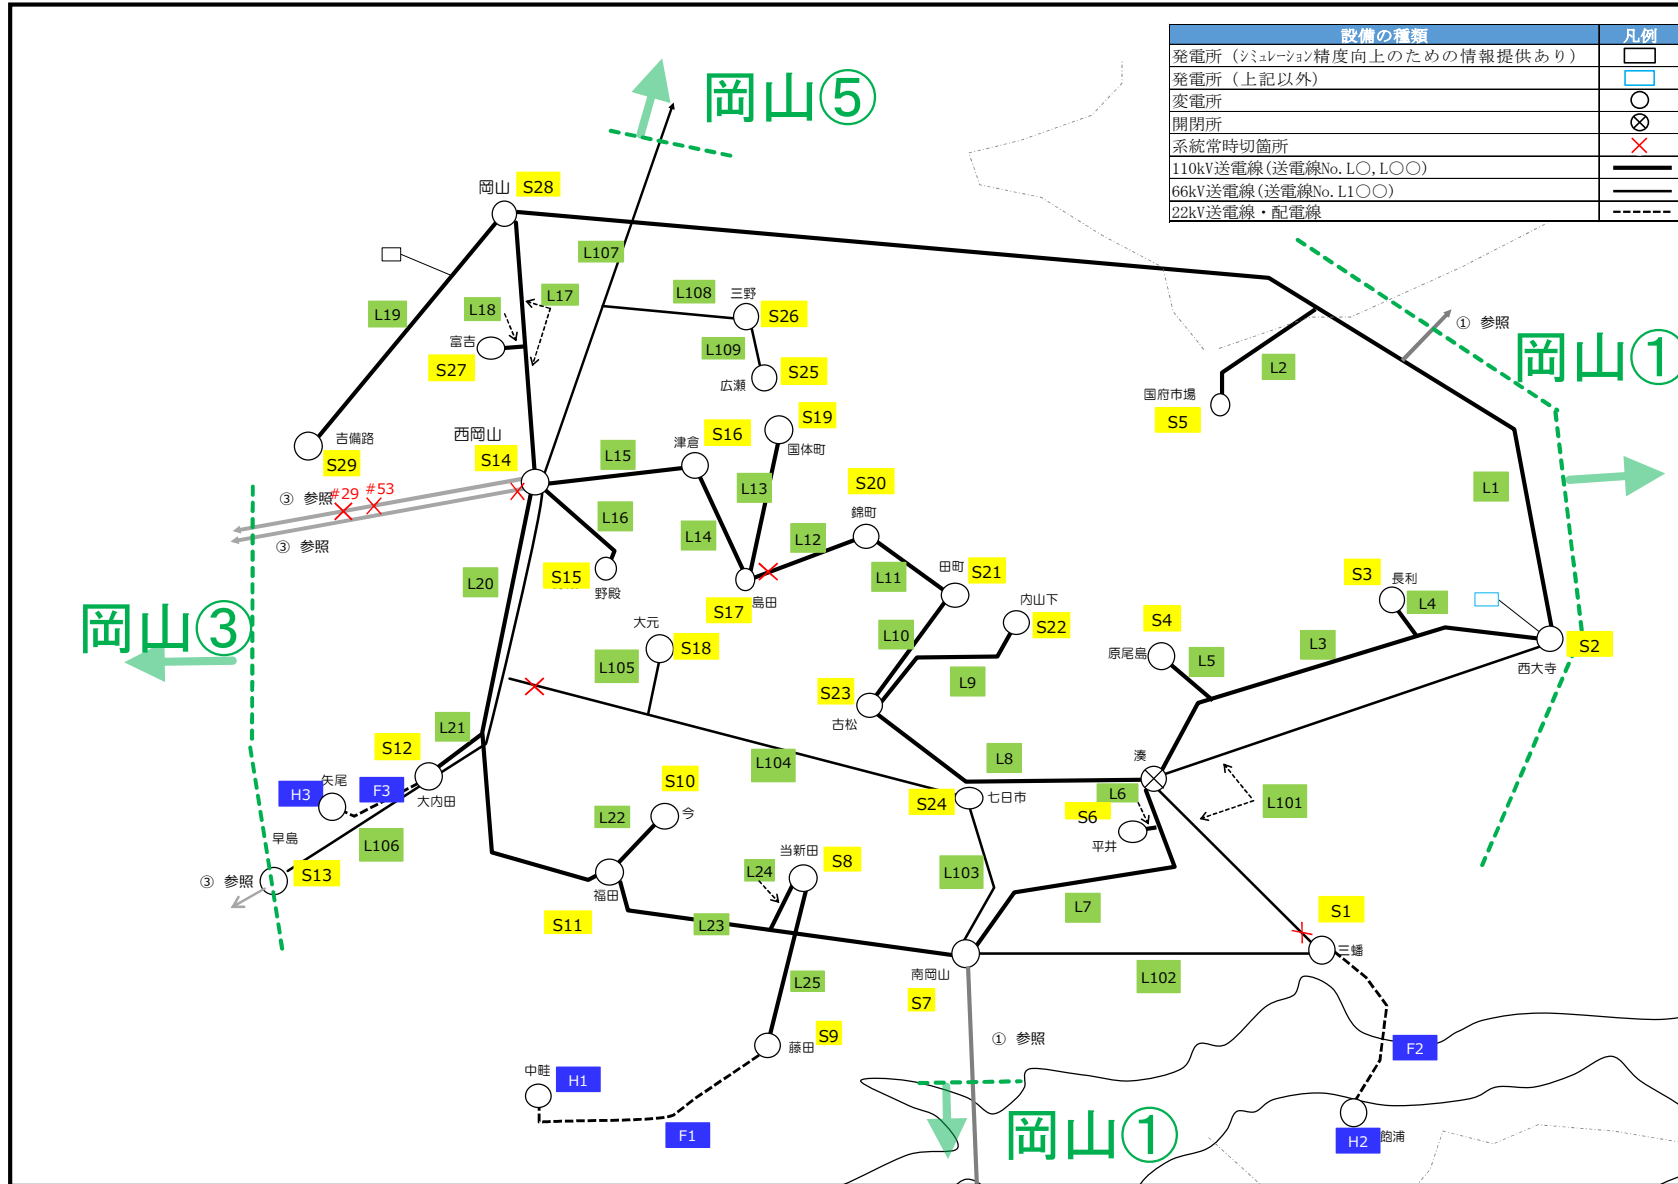 設備の種類 凡例
発電所 (ｼﾐｭﾚｰｼｮﾝ精度向上のための情報提供あり)
発電所 (上記以外)
変電所
開閉所
系統常時切箇所
110kV送電線(送電線No.L〇,L〇〇)
66kV送電線(送電線No.L1〇〇)
22kV送電線・配電線
岡山⑤
岡山 S28
L107
L17
L18
L108
三野
S26
L19
富吉
S27
L109
広瀬
S25
① 参照
岡山①
L2
国府市場
S5
吉備路
S29
西岡山
S14
L15
津倉
S16
S19
国体町
L13
S20
錦町
L1
③ 参照
#29
#53
③ 参照
L16
L14
L12
S15
野殿
S17
島田
L11
田町
S21
S3
長利
L4
L20
岡山③
大元
S18
L105
内山下
S22
L10
L9
S4
原尾島
L5
L3
S2
西大寺
S23
古松
L21
S12
大内田
L104
L8
湊
H3
矢尾
F3
S10
今
L22
S24
七日市
L6
S6
平井
L101
早島
L106
③ 参照
S13
福田
S11
L24
当新田
S8
L103
L7
S1
三幡
L23
L25
南岡山
S7
L102
藤田
S9
① 参照
F2
中畦
H1
F1
岡山①
H2
飽浦